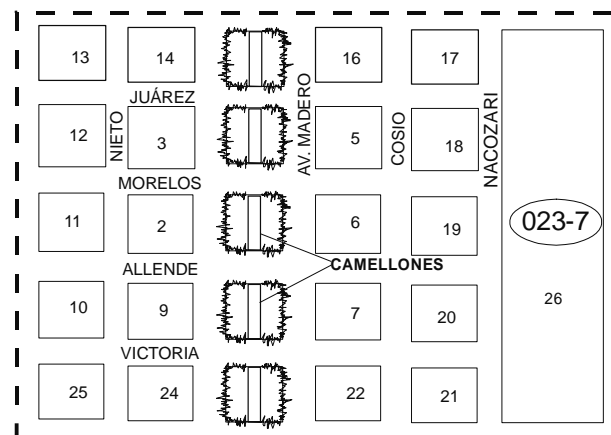 13 14 16 17
JUÁREZ
12 NIETO 3 AV. MADERO 5 COSIO 18 NACOZARI
MORELOS
11 2 6 19 023-7
CAMELLONES
ALLENDE
10 9 7 20 26
VICTORIA
25 24 22 21